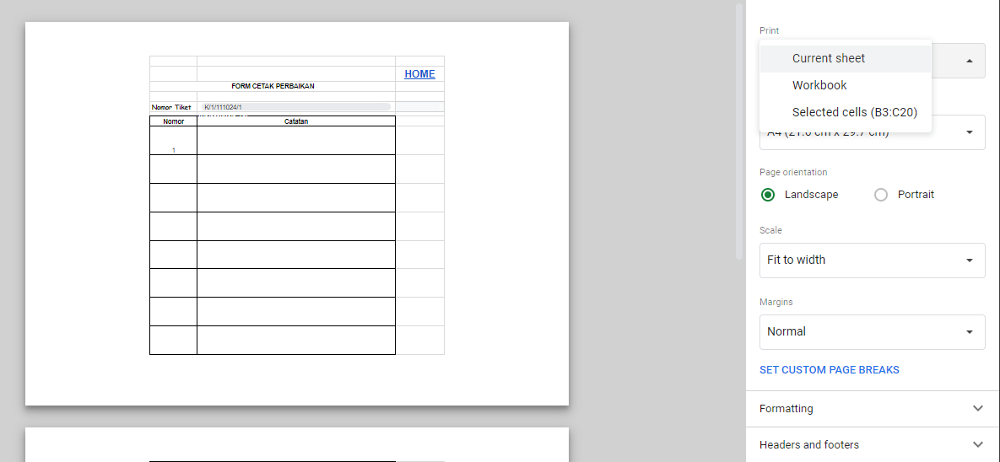 HOME
FORM CETAK PERBAIKAN
Nomor Tiket K/1/111024/1
Nomor Catatan
1
Print
Current sheet
Workbook
Selected cells (B3:C20)
A4 (21.0 cm x 29.7 cm)
Page orientation
Landscape Portrait
Scale
Fit to width
Margins
Normal
SET CUSTOM PAGE BREAKS
Formatting
Headers and footers